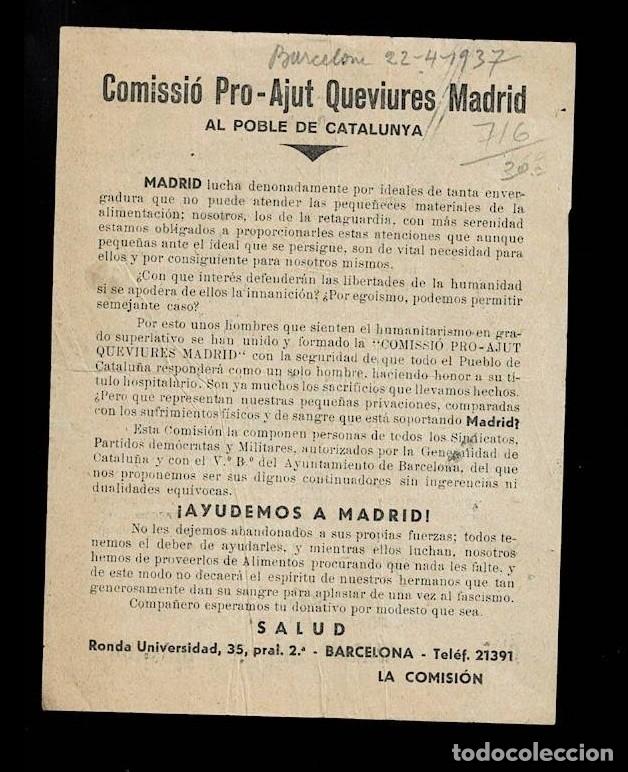 Barcelona 22-4-1937
Comissió Pro-Ajut Queviures Madrid
AL POBLE DE CATALUNYA
716
30
MADRID lucha denonadamente por ideales de tanta enver-
gadura que no puede atender las pequeñeces materiales de la
alimentación; nosotros, los de la retaguardia, con más serenidad
estamos obligados a proporcionarles estas atenciones que aunque
pequeñas ante el ideal que se persigue, son de vital necesidad para
ellos y por consiguiente para nosotros mismos.
¿Con que interés defenderán las libertades de la humanidad
si se apodera de ellos la innanición? ¿Por egoismo, podemos permitir
semejante caso?
Por esto unos hombres que sienten el humanitarismo en gra-
do superlativo se han unido y formado la "COMISSIÓ PRO-AJUT
QUEVIURES MADRID" con la seguridad de que todo el Pueblo de
Cataluña responderá como un solo hombre, haciendo honor a su tí-
tulo hospitalario. Son ya muchos los sacrificios que llevamos hechos.
¿Pero que representan nuestras pequeñas privaciones, comparadas
con los sufrimientos físicos y de sangre que está soportando Madrid?
Esta Comisión la componen personas de todos los Sindicatos,
Partidos demócratas y Militares, autorizados por la Generalidad de
Cataluña y con el V.º B.º del Ayuntamiento de Barcelona, del que
nos proponemos ser sus dignos continuadores sin ingerencias ni
dualidades equivocas.
¡AYUDEMOS A MADRID!
No les dejemos abandonados a sus propias fuerzas; todos te-
nemos el deber de ayudarles, y mientras ellos luchan, nosotros
hemos de proveerlos de Alimentos procurando que nada les falte, y
de este modo no decaerá el espiritu de nuestros hermanos que tan
generosamente dan su sangre para aplastar de una vez al fascismo.
Compañero esperamos tu donativo por modesto que sea.
SALUD
Ronda Universidad, 35, pral. 2.ª - BARCELONA - Teléf. 21391
LA COMISIÓN
todocoleccion